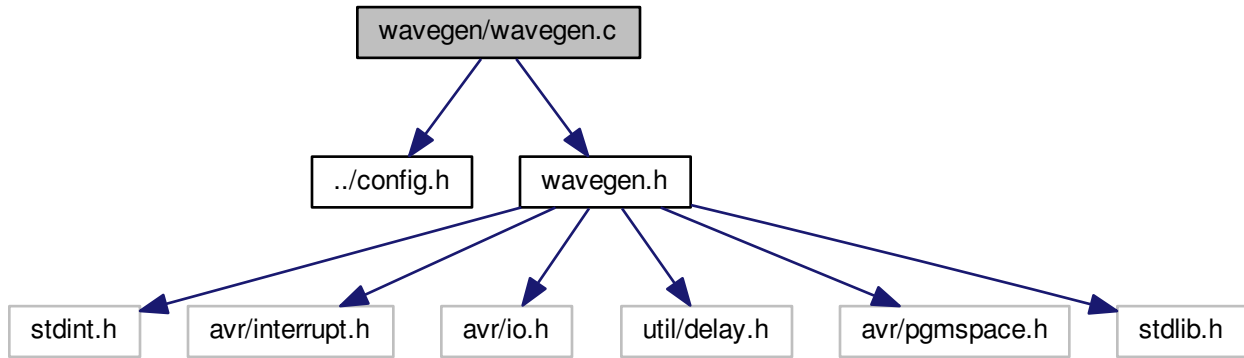 wavegen/wavegen.c
../config.h
wavegen.h
stdint.h
avr/interrupt.h
avr/io.h
util/delay.h
avr/pgmspace.h
stdlib.h